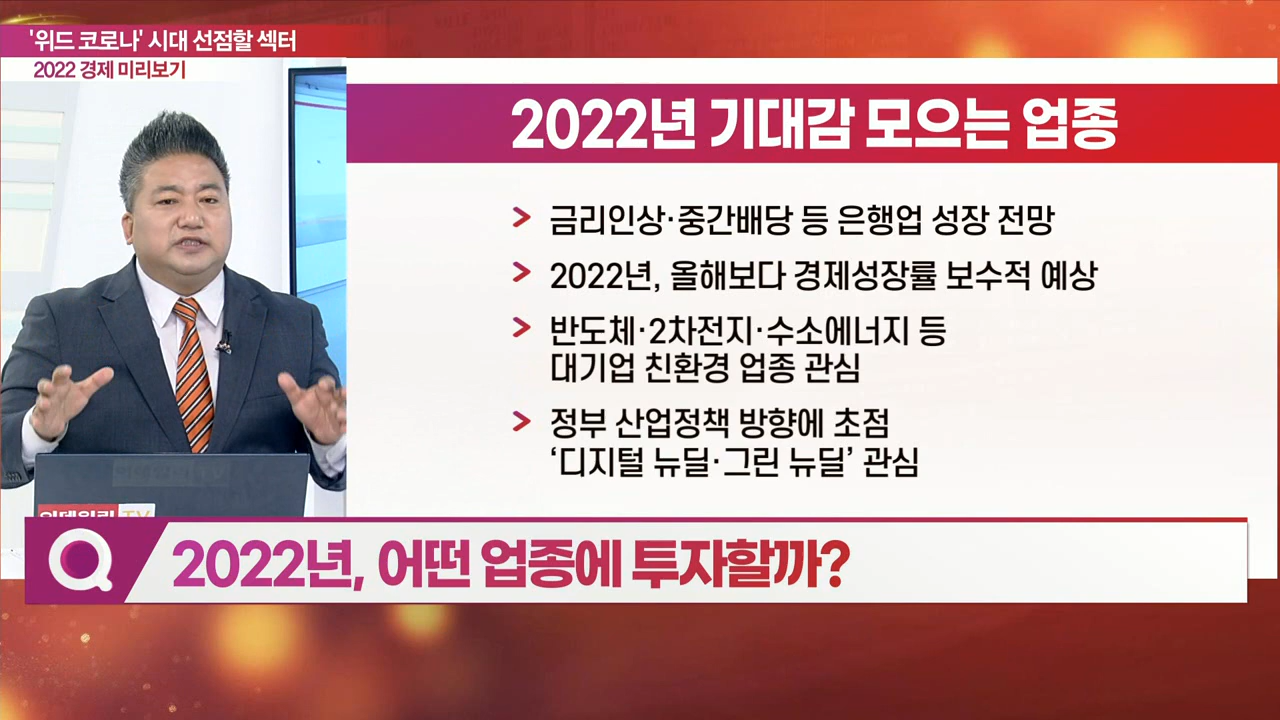 '위드 코로나' 시대 선점할 섹터
2022 경제 미리보기
2022년 기대감 모으는 업종
> 금리인상·중간배당 등 은행업 성장 전망
> 2022년, 올해보다 경제성장률 보수적 예상
> 반도체·2차전지·수소에너지 등
대기업 친환경 업종 관심
> 정부 산업정책 방향에 초점
‘디지털 뉴딜·그린 뉴딜’ 관심
이데일리 TV
Q 2022년, 어떤 업종에 투자할까?